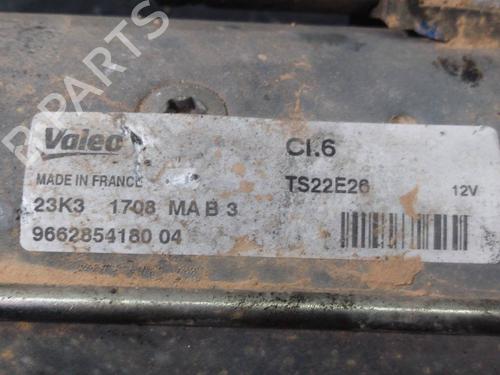 B-PARTS
Valeo
Cl.6
MADE IN FRANCE
TS22E26
12V
23K3 1708 MA B 3
9662854180 04